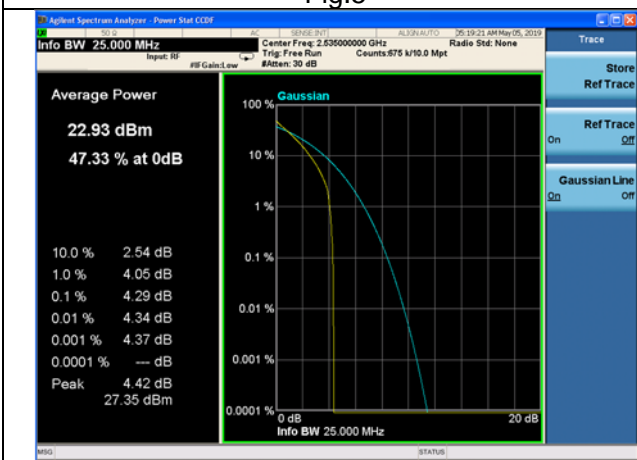 Fig.3
Agilent Spectrum Analyzer - Power Stat CCDF
50 Ω AC SENSE:INT ALIGN AUTO 05:19:21 AM May 05, 2019
Info BW 25.000 MHz
Center Freq: 2.535000000 GHz
Radio Std: None
Input: RF
Trig: Free Run
Counts:675 k/10.0 Mpt
#IFGain:Low
#Atten: 30 dB
Trace
Store
Ref Trace
Ref Trace
On Off
Gaussian Line
On Off
Average Power
22.93 dBm
47.33 % at 0dB
10.0 % 2.54 dB
1.0 % 4.05 dB
0.1 % 4.29 dB
0.01 % 4.34 dB
0.001 % 4.37 dB
0.0001 % --- dB
Peak 4.42 dB
27.35 dBm
Gaussian
100 %
10 %
1 %
0.1 %
0.01 %
0.001 %
0.0001 %
0 dB 20 dB
Info BW 25.000 MHz
MSG STATUS